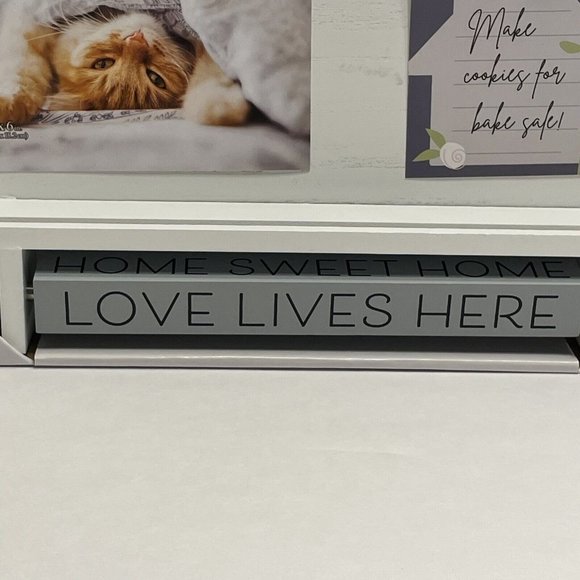 Make
cookies for
bake sale!
HOME SWEET HOME
LOVE LIVES HERE